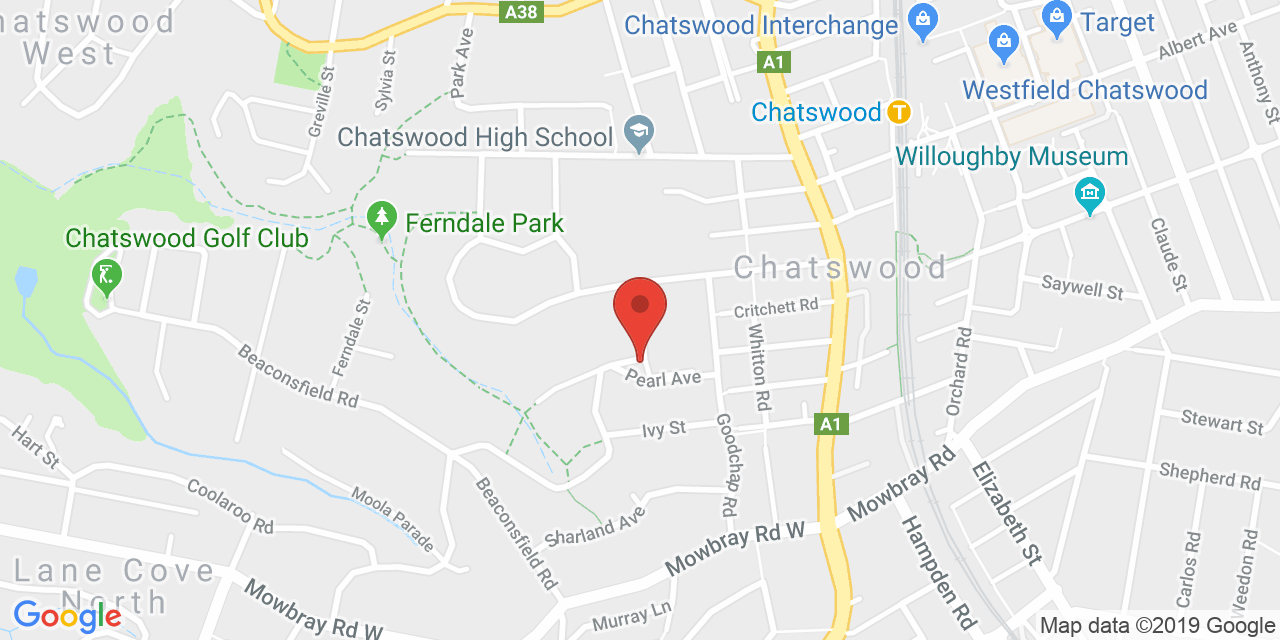 A38
Chatswood Interchange
Target
hatswood
West
Park Ave
Sylvia St
Greville St
A1
Albert Ave
Anthony St
Westfield Chatswood
Chatswood
T
Chatswood High School
Willoughby Museum
Ferndale Park
Chatswood Golf Club
Claude St
Chatswood
Saywell St
Critchett Rd
Whitton Rd
Ferndale St
Orchard Rd
Beaconsfield Rd
Pearl Ave
Goodchap Rd
Ivy St
A1
Stewart St
Hart St
Mowbray Rd
Shepherd Rd
Elizabeth St
Coolaroo Rd
Moola Parade
Beaconsfield Rd
Sharland Ave
Mowbray Rd W
Hampden Rd
Carlos Rd
Weedon Rd
Lane Cove
North
Mowbray Rd W
Murray Ln
Google
Map data ©2019 Google